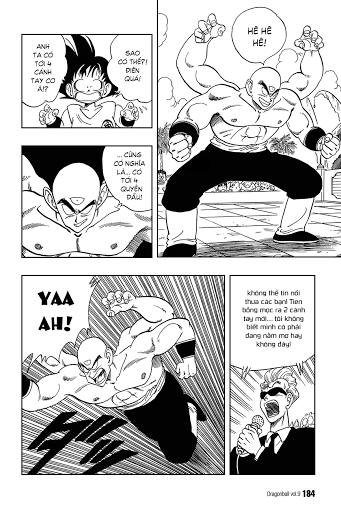 ANH
TA CÓ
TỚI 4
CÁNH
TAY CƠ
Á!?
SAO
CÓ THỂ?!
ĐIÊN
QUÁ!
HÊ HÊ
HÊ!
... CŨNG
CÓ NGHĨA
LÀ... CÓ
TỚI 4
QUYỀN
ĐẤU!
YAA
AH!
không thể tin nổi
thưa các bạn! Tien
bỗng mọc ra 2 cánh
tay mới... tôi không
biết mình có phải
đang nằm mơ hay
không đây!
Dragonball vol.9 184